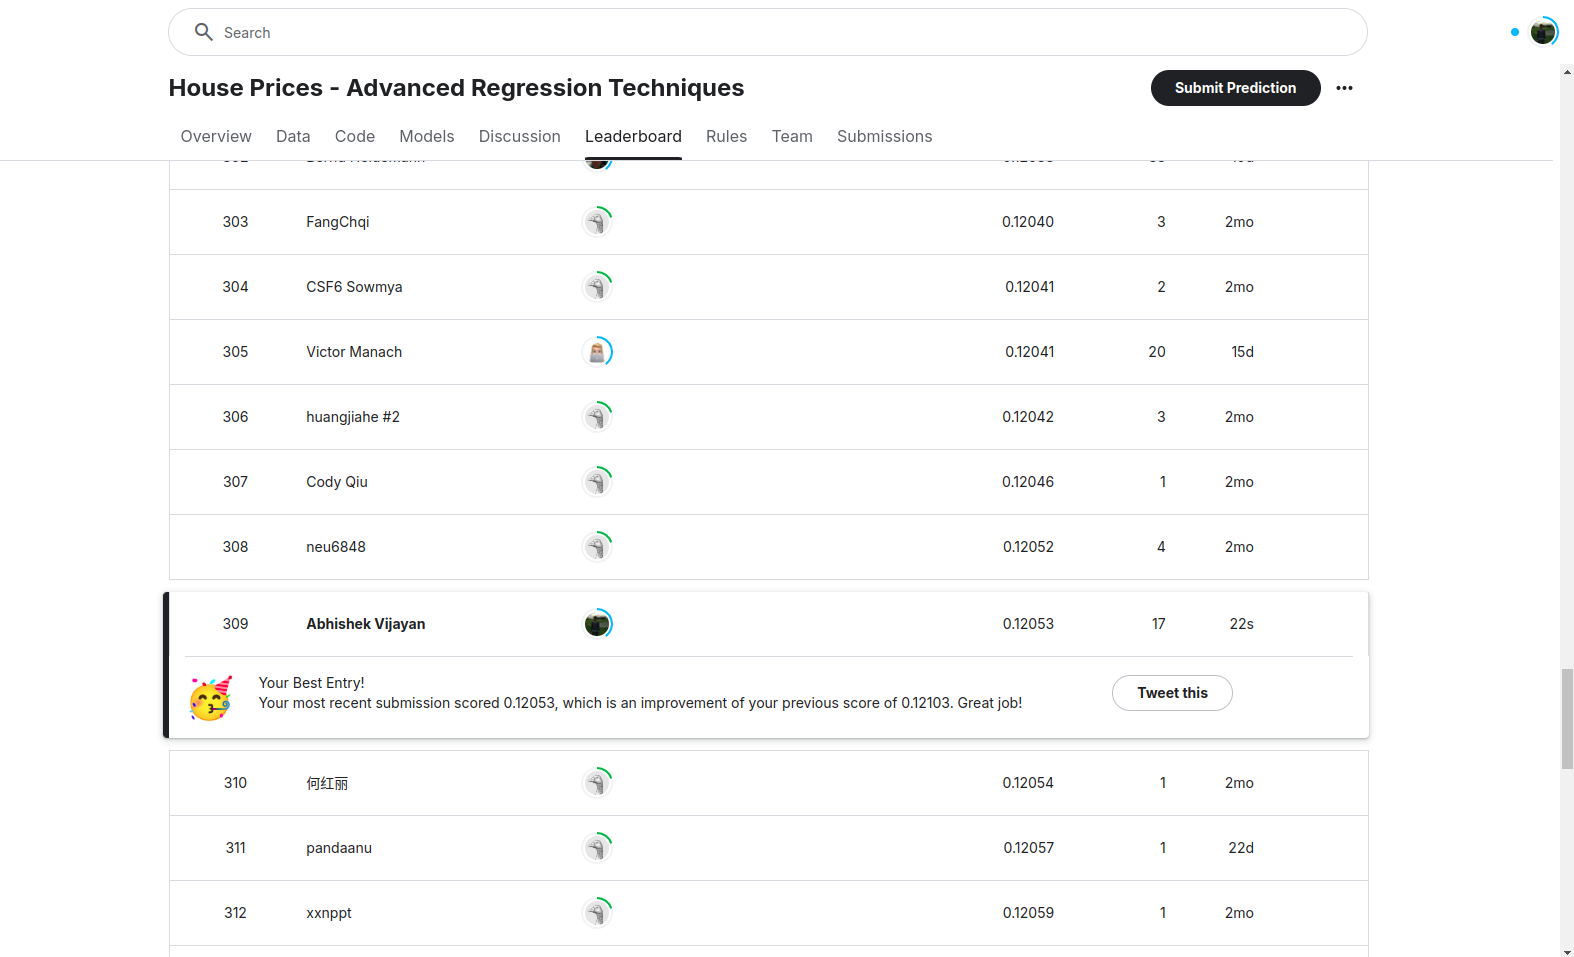 Search
House Prices - Advanced Regression Techniques
Submit Prediction
Overview Data Code Models Discussion Leaderboard Rules Team Submissions
303 FangChqi 0.12040 3 2mo
304 CSF6 Sowmya 0.12041 2 2mo
305 Victor Manach 0.12041 20 15d
306 huangjiahe #2 0.12042 3 2mo
307 Cody Qiu 0.12046 1 2mo
308 neu6848 0.12052 4 2mo
309 Abhishek Vijayan 0.12053 17 22s
Your Best Entry!
Your most recent submission scored 0.12053, which is an improvement of your previous score of 0.12103. Great job!
Tweet this
310 何红丽 0.12054 1 2mo
311 pandaanu 0.12057 1 22d
312 xxnppt 0.12059 1 2mo